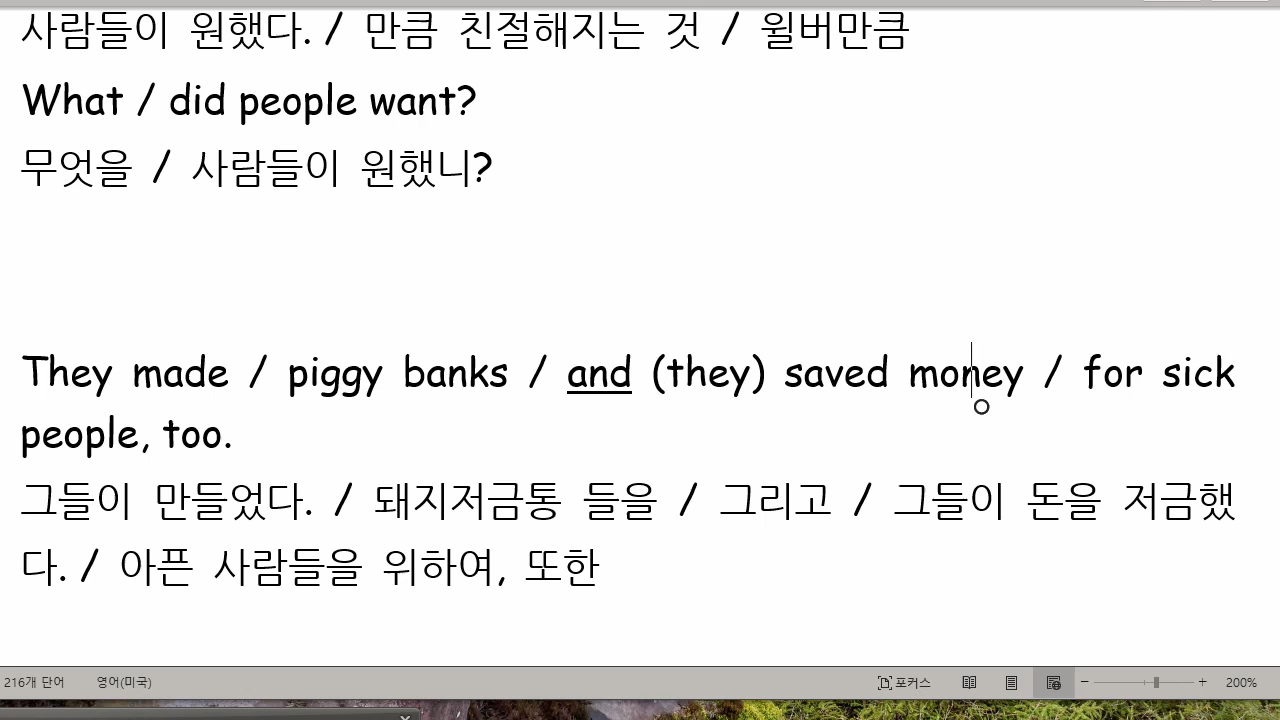 사람들이 원했다. / 만큼 친절해지는 것 / 윌버만큼
What / did people want?
무엇을 / 사람들이 원했니?
They made / piggy banks / and (they) saved money / for sick
people, too.
그들이 만들었다. / 돼지저금통 들을 / 그리고 / 그들이 돈을 저금했
다. / 아픈 사람들을 위하여, 또한
216개 단어 영어(미국) 포커스 200%